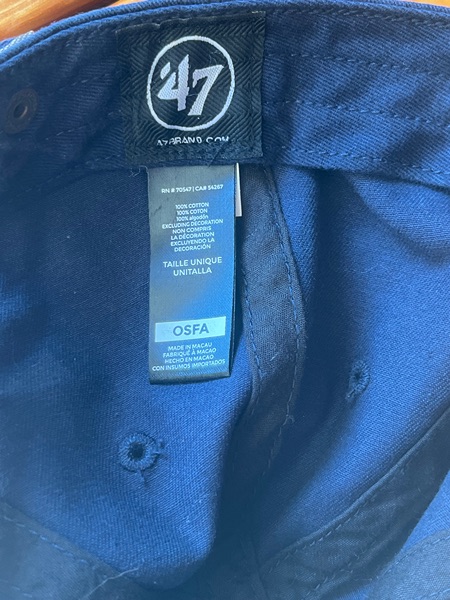 '47
47BRAND.COM
RN # 70547 | CA# 54267
100% COTTON
100% COTON
100% algodón
EXCLUDING DECORATION
NON COMPRIS
LA DÉCORATION
EXCLUYENDO LA
DECORACIÓN
TAILLE UNIQUE
UNITALLA
OSFA
MADE IN MACAU
FABRIQUÉ À MACAO
HECHO EN MACAO
CON INSUMOS IMPORTADOS